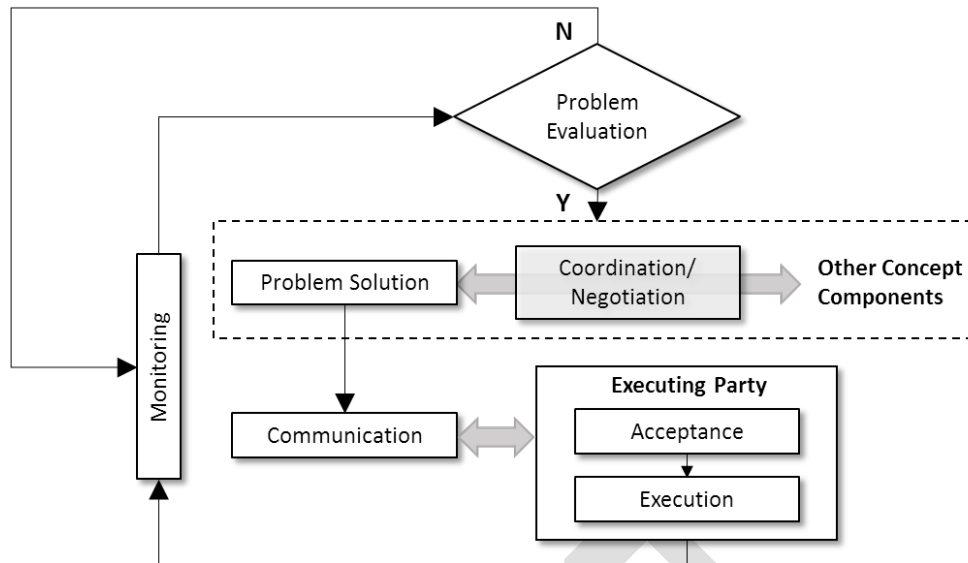 N
Problem
Evaluation
Y
Problem Solution
Coordination/
Negotiation
Other Concept
Components
Monitoring
Executing Party
Communication
Acceptance
Execution